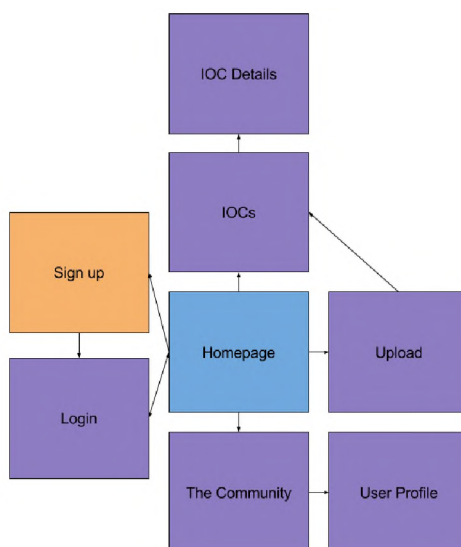 IOC Details
IOCs
Sign up
Homepage
Upload
Login
The Community
User Profile